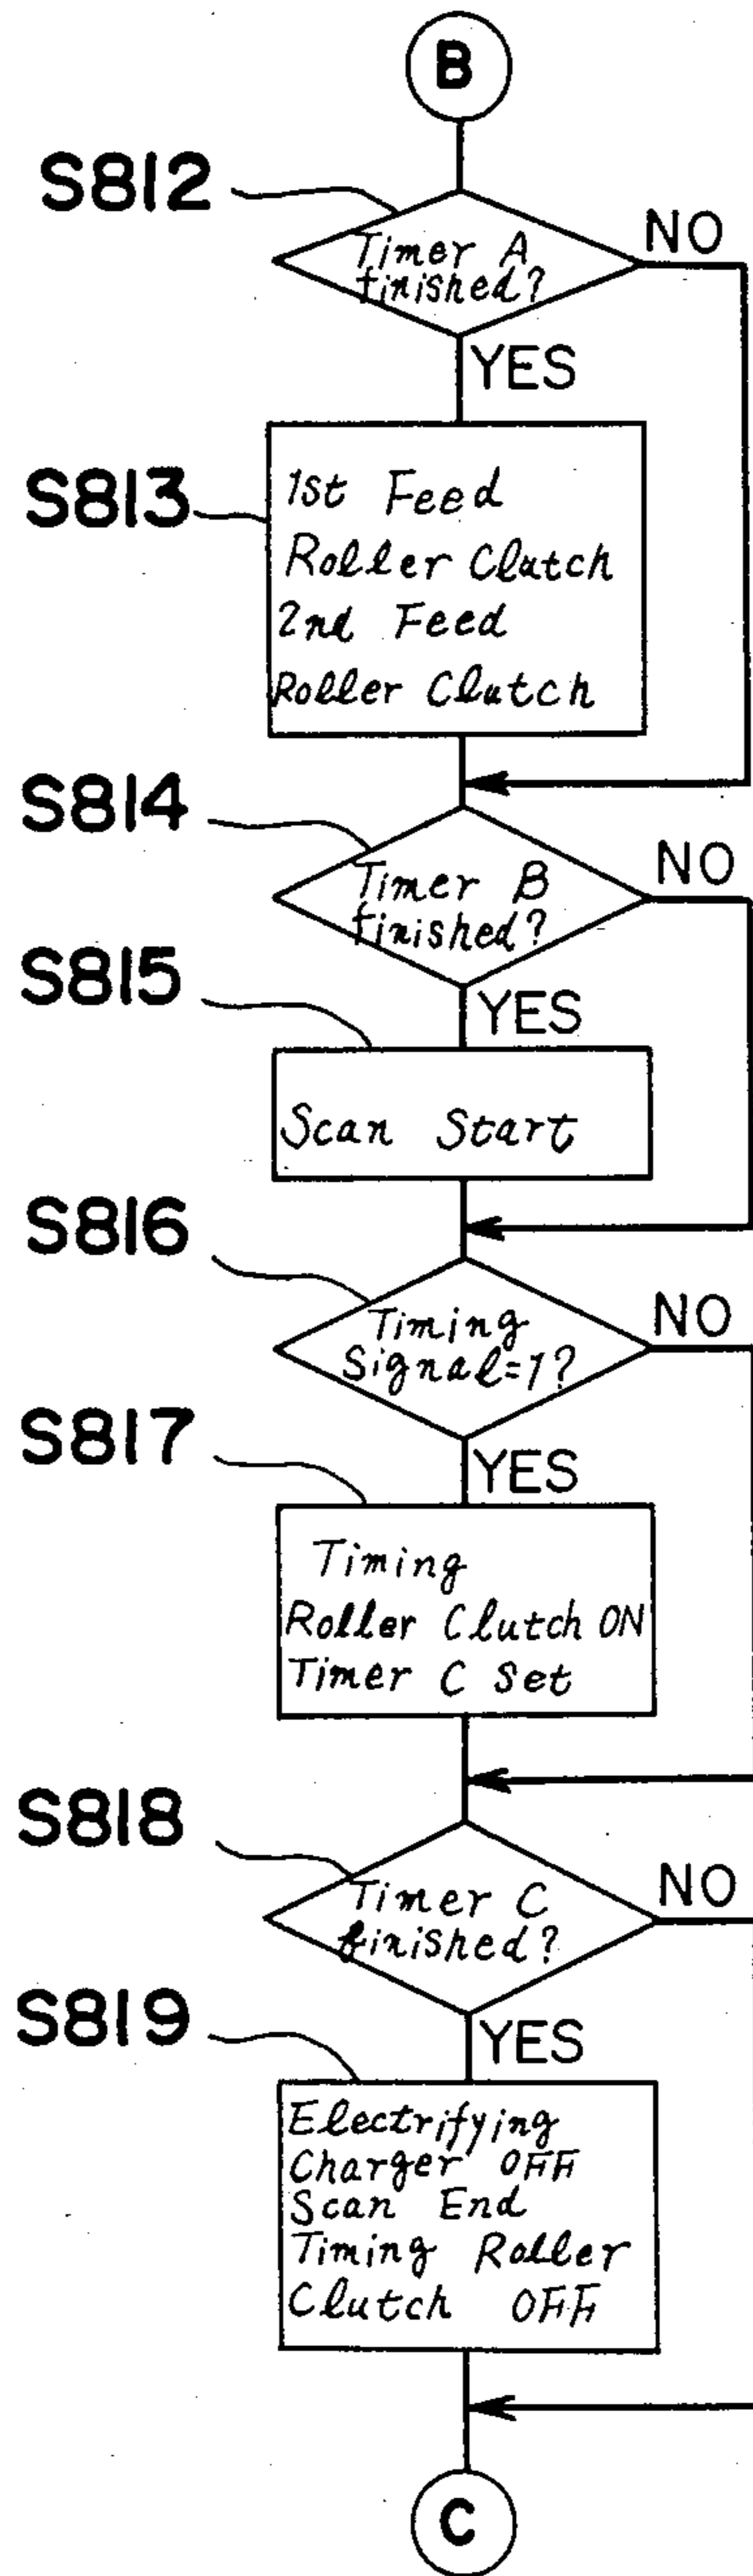 B
S812
Timer A
finished?
NO
YES
S813
1st Feed
Roller Clutch
2nd Feed
Roller Clutch
S814
Timer B
finished?
NO
S815
YES
Scan Start
S816
Timing
Signal=1?
NO
S817
YES
Timing
Roller Clutch ON
Timer C Set
S818
Timer C
finished?
NO
S819
YES
Electrifying
Charger OFF
Scan End
Timing Roller
Clutch OFF
C